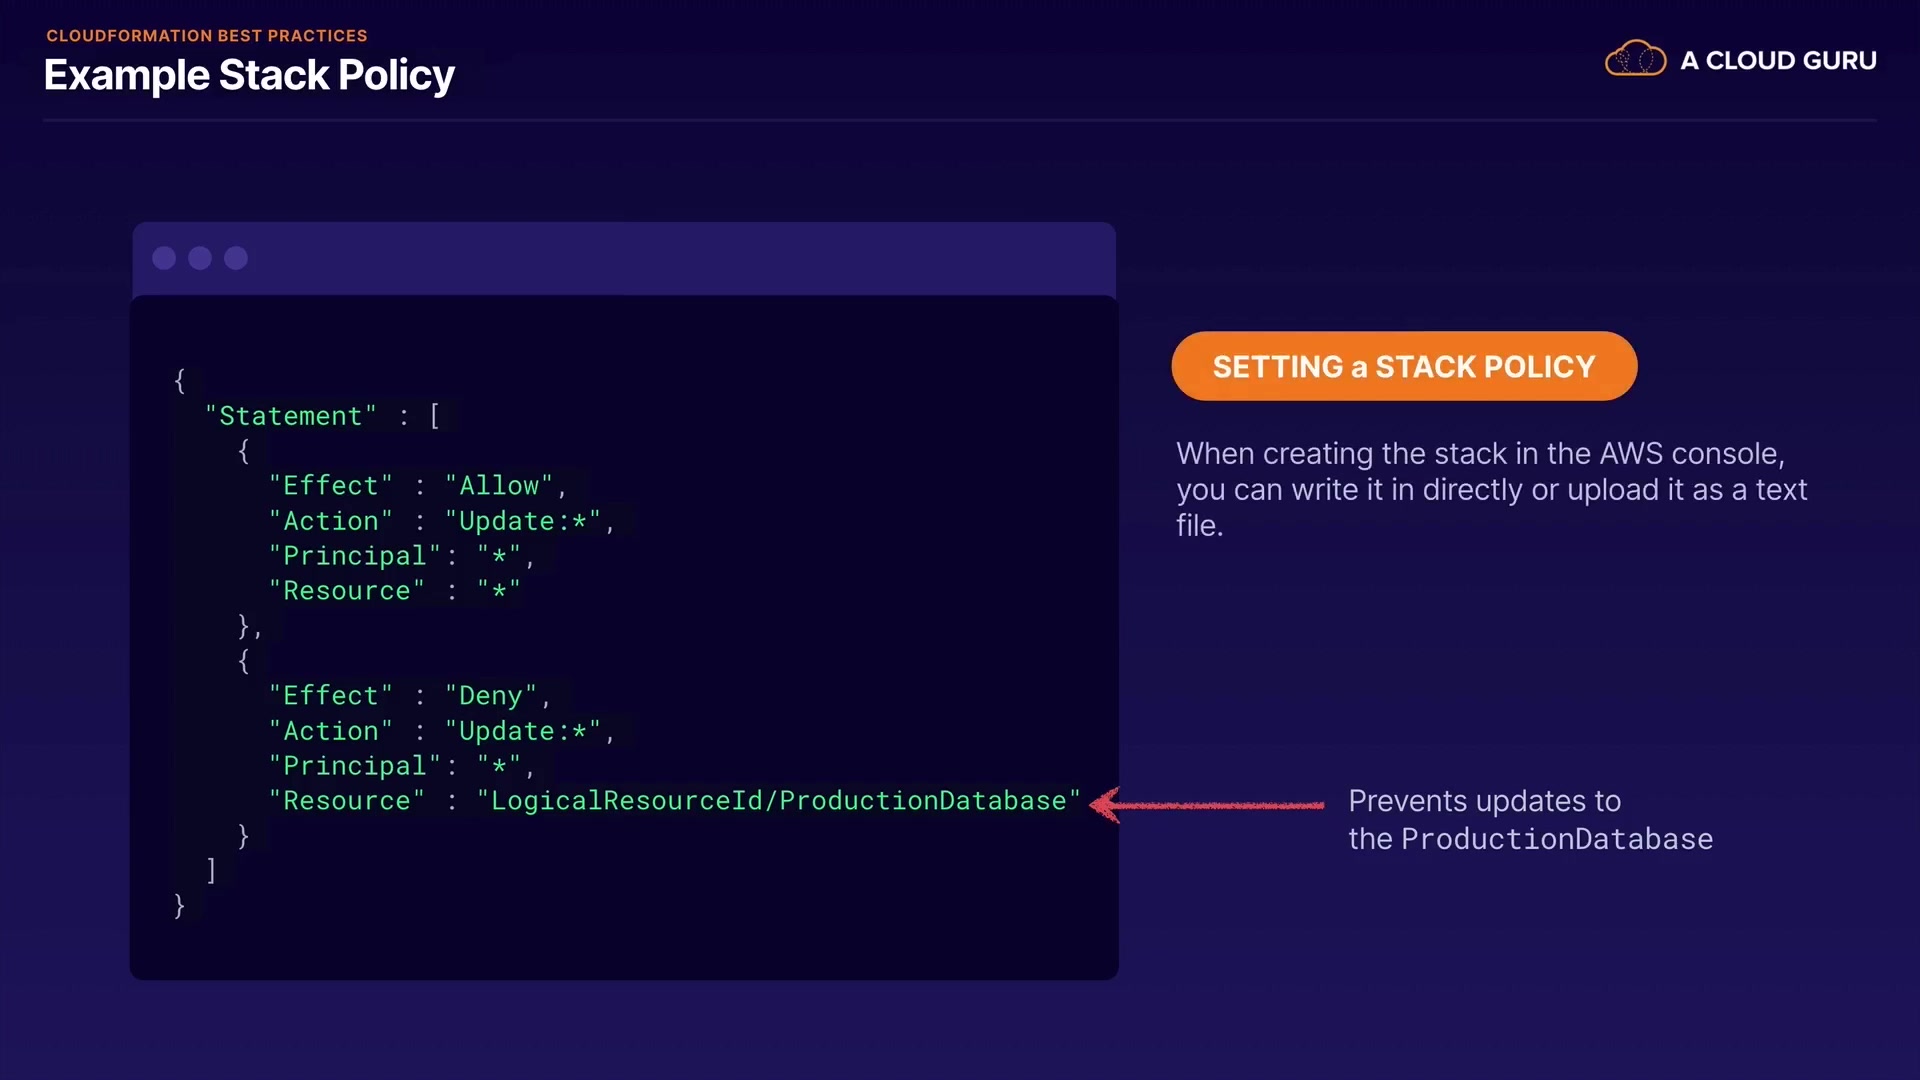 CLOUDFORMATION BEST PRACTICES
Example Stack Policy
A CLOUD GURU
{
"Statement" : [
{
"Effect" : "Allow",
"Action" : "Update:*",
"Principal": "*",
"Resource" : "*"
},
{
"Effect" : "Deny",
"Action" : "Update:*",
"Principal": "*",
"Resource" : "LogicalResourceId/ProductionDatabase"
}
]
}
SETTING a STACK POLICY
When creating the stack in the AWS console,
you can write it in directly or upload it as a text
file.
Prevents updates to
the ProductionDatabase